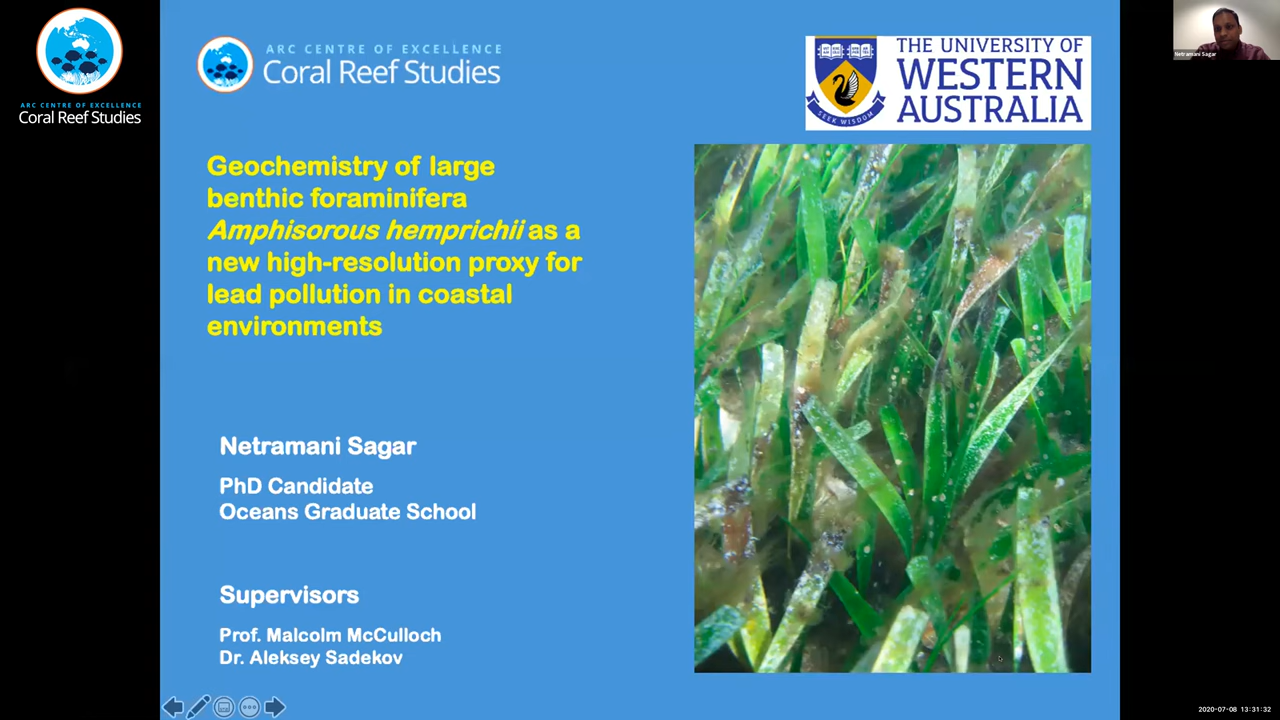 ARC CENTRE OF EXCELLENCE
Coral Reef Studies
ARC CENTRE OF EXCELLENCE
Coral Reef Studies
THE UNIVERSITY OF
WESTERN
AUSTRALIA
SEEK WISDOM
Netramani Sagar
Geochemistry of large
benthic foraminifera
Amphisorous hemprichii as a
new high-resolution proxy for
lead pollution in coastal
environments
Netramani Sagar
PhD Candidate
Oceans Graduate School
Supervisors
Prof. Malcolm McCulloch
Dr. Aleksey Sadekov
2020-07-08 13:31:32